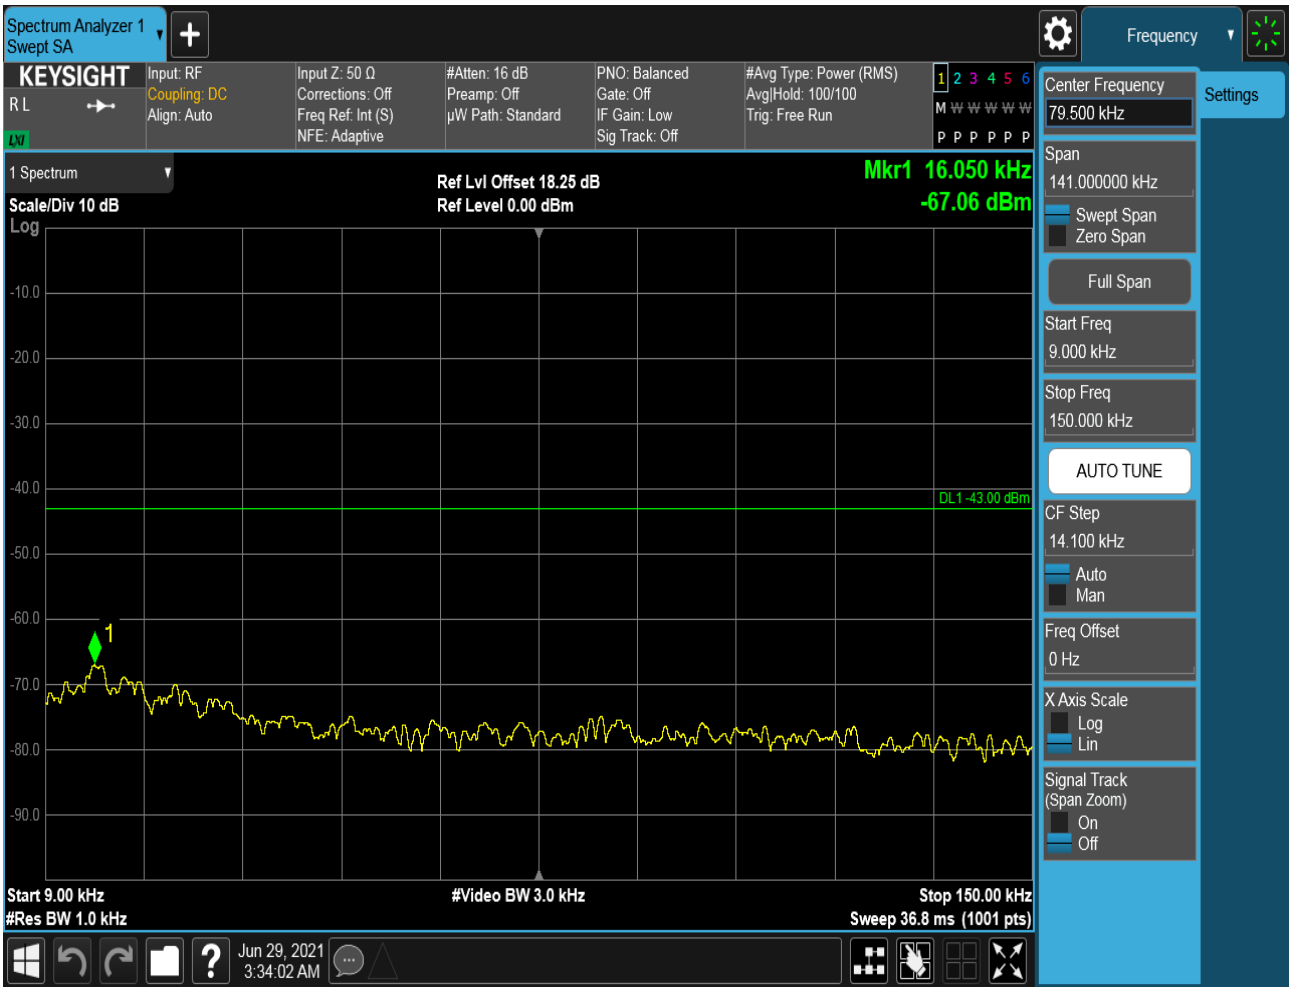 Spectrum Analyzer 1
Swept SA
Frequency
KEYSIGHT
R L
LXI
Input: RF
Coupling: DC
Align: Auto
Input Z: 50 Ω
Corrections: Off
Freq Ref: Int (S)
NFE: Adaptive
#Atten: 16 dB
Preamp: Off
µW Path: Standard
PNO: Balanced
Gate: Off
IF Gain: Low
Sig Track: Off
#Avg Type: Power (RMS)
Avg|Hold: 100/100
Trig: Free Run
1 2 3 4 5 6
M W W W W W
P P P P P P
1 Spectrum
Scale/Div 10 dB
Log
Ref Lvl Offset 18.25 dB
Ref Level 0.00 dBm
Mkr1 16.050 kHz
-67.06 dBm
-10.0
-20.0
-30.0
-40.0
DL1 -43.00 dBm
-50.0
-60.0
1
-70.0
-80.0
-90.0
Start 9.00 kHz
#Res BW 1.0 kHz
#Video BW 3.0 kHz
Stop 150.00 kHz
Sweep 36.8 ms (1001 pts)
Center Frequency
79.500 kHz
Settings
Span
141.000000 kHz
Swept Span
Zero Span
Full Span
Start Freq
9.000 kHz
Stop Freq
150.000 kHz
AUTO TUNE
CF Step
14.100 kHz
Auto
Man
Freq Offset
0 Hz
X Axis Scale
Log
Lin
Signal Track
(Span Zoom)
On
Off
?
Jun 29, 2021
3:34:02 AM